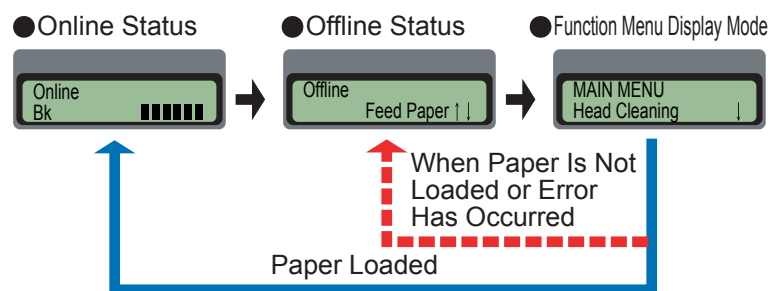 ●Online Status
●Offline Status
●Function Menu Display Mode
Online
Bk
Offline
Feed Paper ↑↓
MAIN MENU
Head Cleaning ↓
When Paper Is Not
Loaded or Error
Has Occurred
Paper Loaded